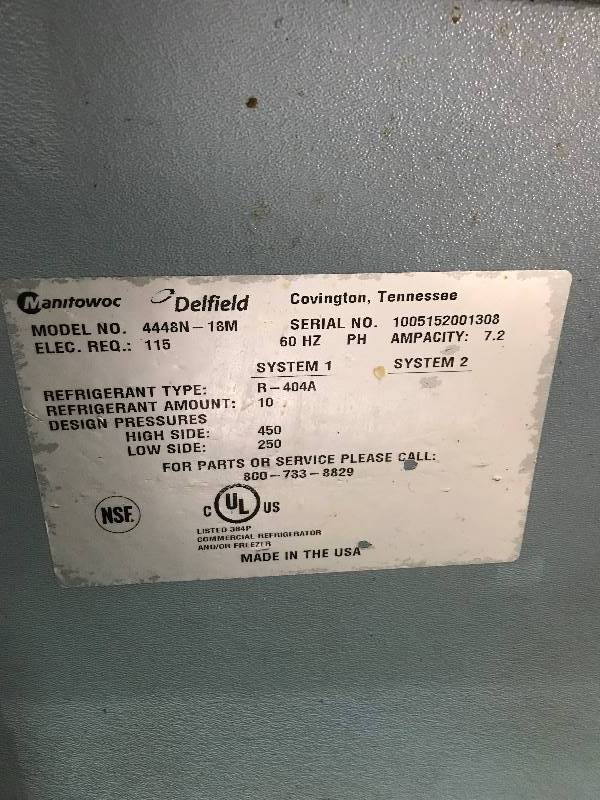 Manitowoc Delfield Covington, Tennessee
MODEL NO. 4448N-18M SERIAL NO. 1005152001308
ELEC. REQ.: 115 60 HZ PH AMPACITY: 7.2
SYSTEM 1 SYSTEM 2
REFRIGERANT TYPE: R-404A
REFRIGERANT AMOUNT: 10
DESIGN PRESSURES
HIGH SIDE: 450
LOW SIDE: 250
FOR PARTS OR SERVICE PLEASE CALL:
800-733-8829
NSF.
C UL US
LISTED 384P
COMMERCIAL REFRIGERATOR
AND/OR FREEZER
MADE IN THE USA